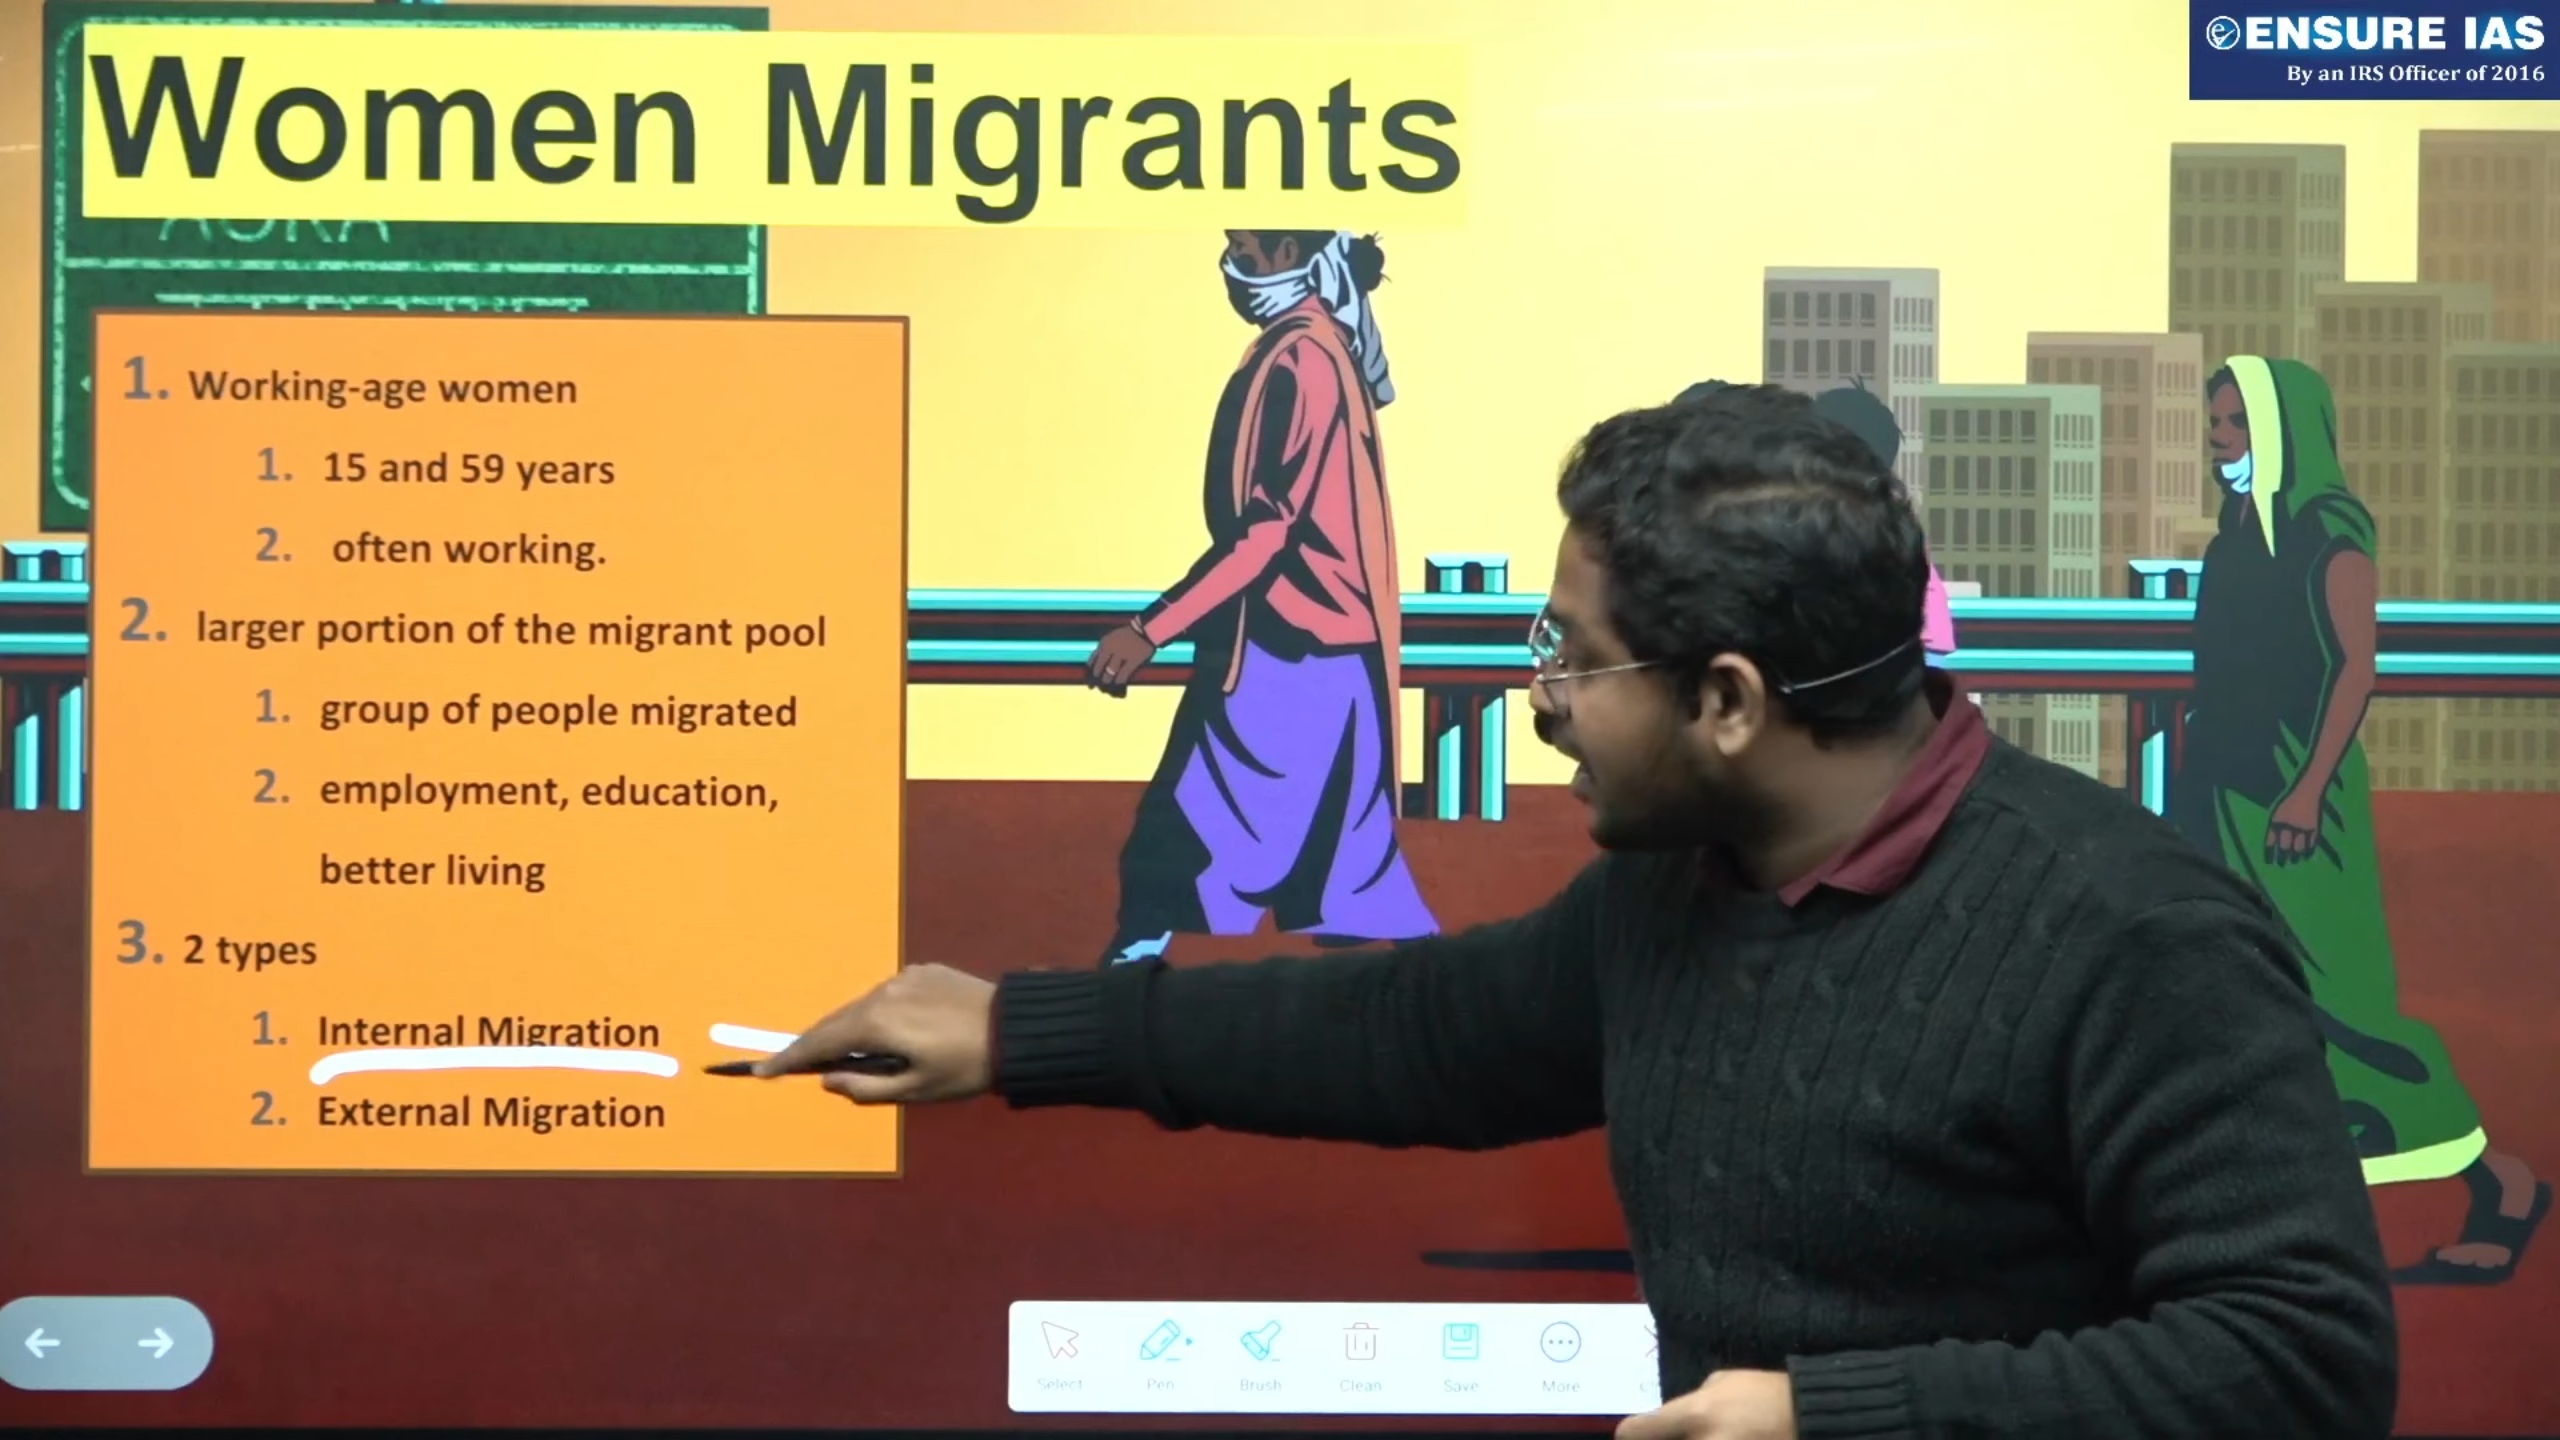 ENSURE IAS
By an IRS Officer of 2016
Women Migrants
1. Working-age women
1. 15 and 59 years
2. often working.
2. larger portion of the migrant pool
1. group of people migrated
2. employment, education,
better living
3. 2 types
1. Internal Migration
2. External Migration
Select Pen Brush Clean Save More